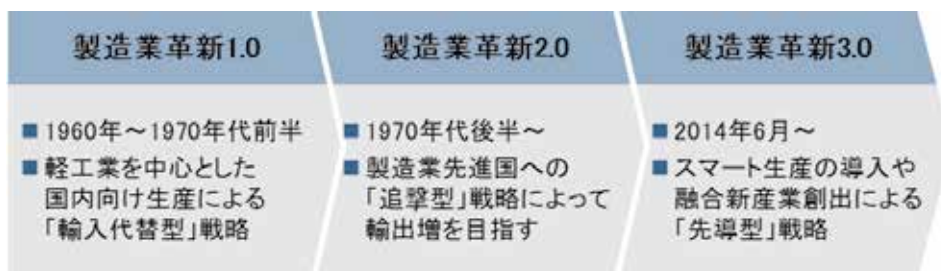 製造業革新1.0
■1960年～1970年代前半
■軽工業を中心とした
国内向け生産による
「輸入代替型」戦略
製造業革新2.0
■1970年代後半～
■製造業先進国への
「追撃型」戦略によって
輸出増を目指す
製造業革新3.0
■2014年6月～
■スマート生産の導入や
融合新産業創出による
「先導型」戦略